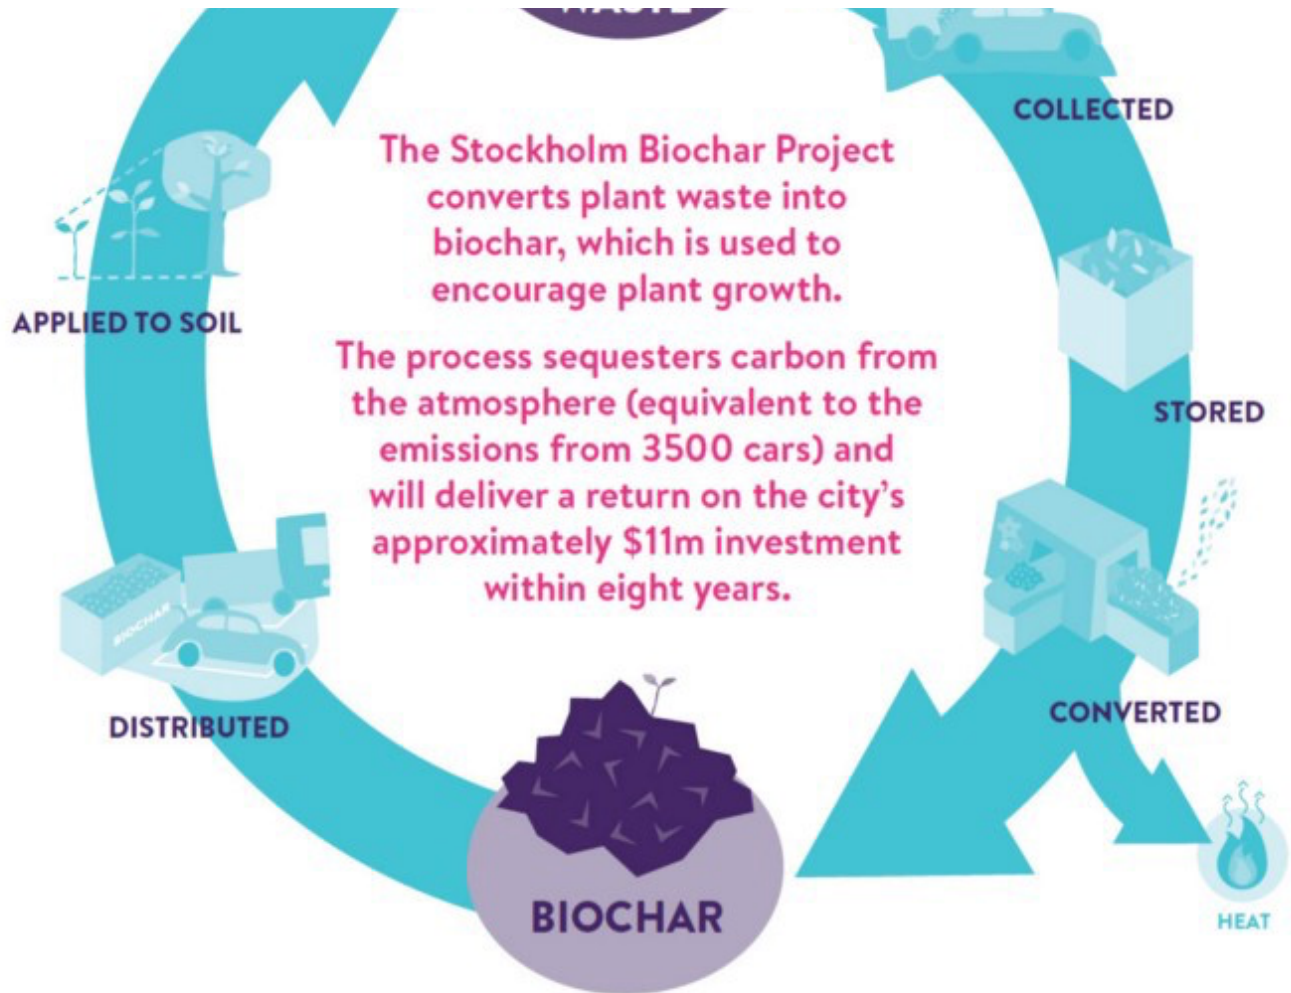 WASTE
COLLECTED
The Stockholm Biochar Project
converts plant waste into
biochar, which is used to
encourage plant growth.
APPLIED TO SOIL
The process sequesters carbon from
the atmosphere (equivalent to the
emissions from 3500 cars) and
will deliver a return on the city's
approximately $11m investment
within eight years.
STORED
BIOCHAR
DISTRIBUTED
CONVERTED
BIOCHAR
HEAT